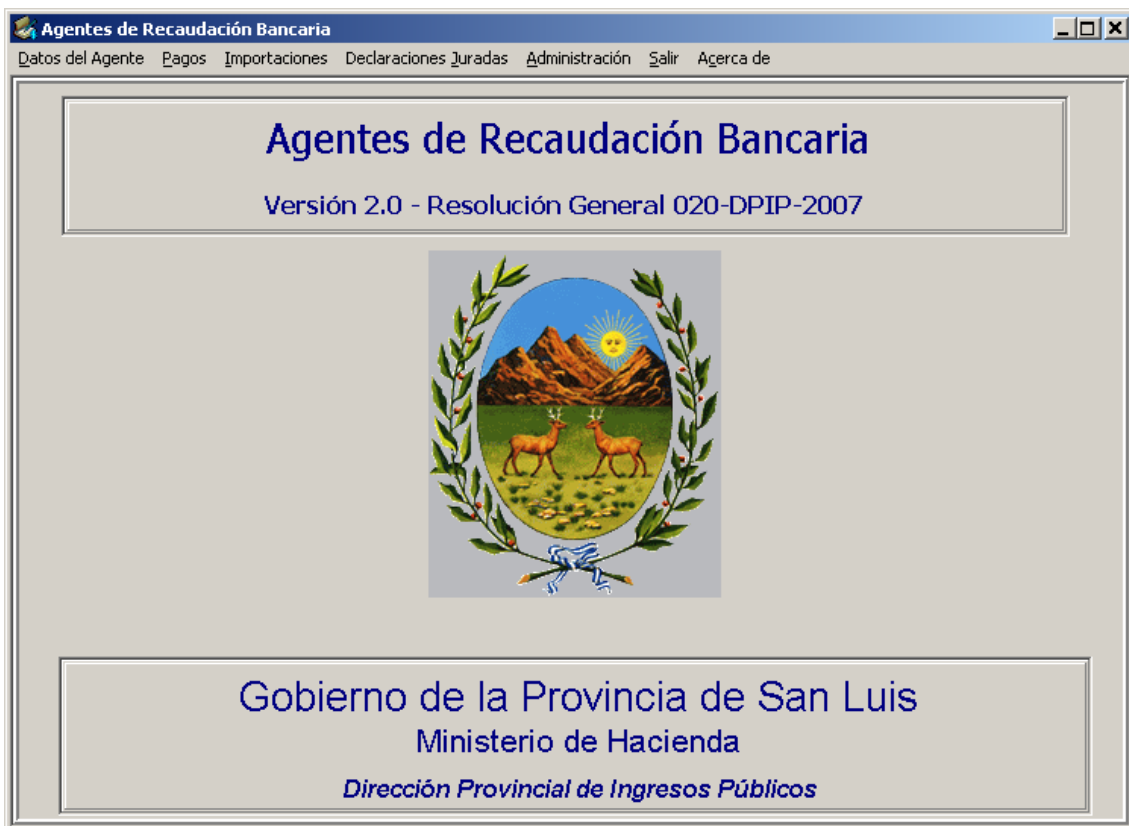 Agentes de Recaudación Bancaria
Datos del Agente Pagos Importaciones Declaraciones Juradas Administración Salir Acerca de
Agentes de Recaudación Bancaria
Versión 2.0 - Resolución General 020-DPIP-2007
Gobierno de la Provincia de San Luis
Ministerio de Hacienda
Dirección Provincial de Ingresos Públicos